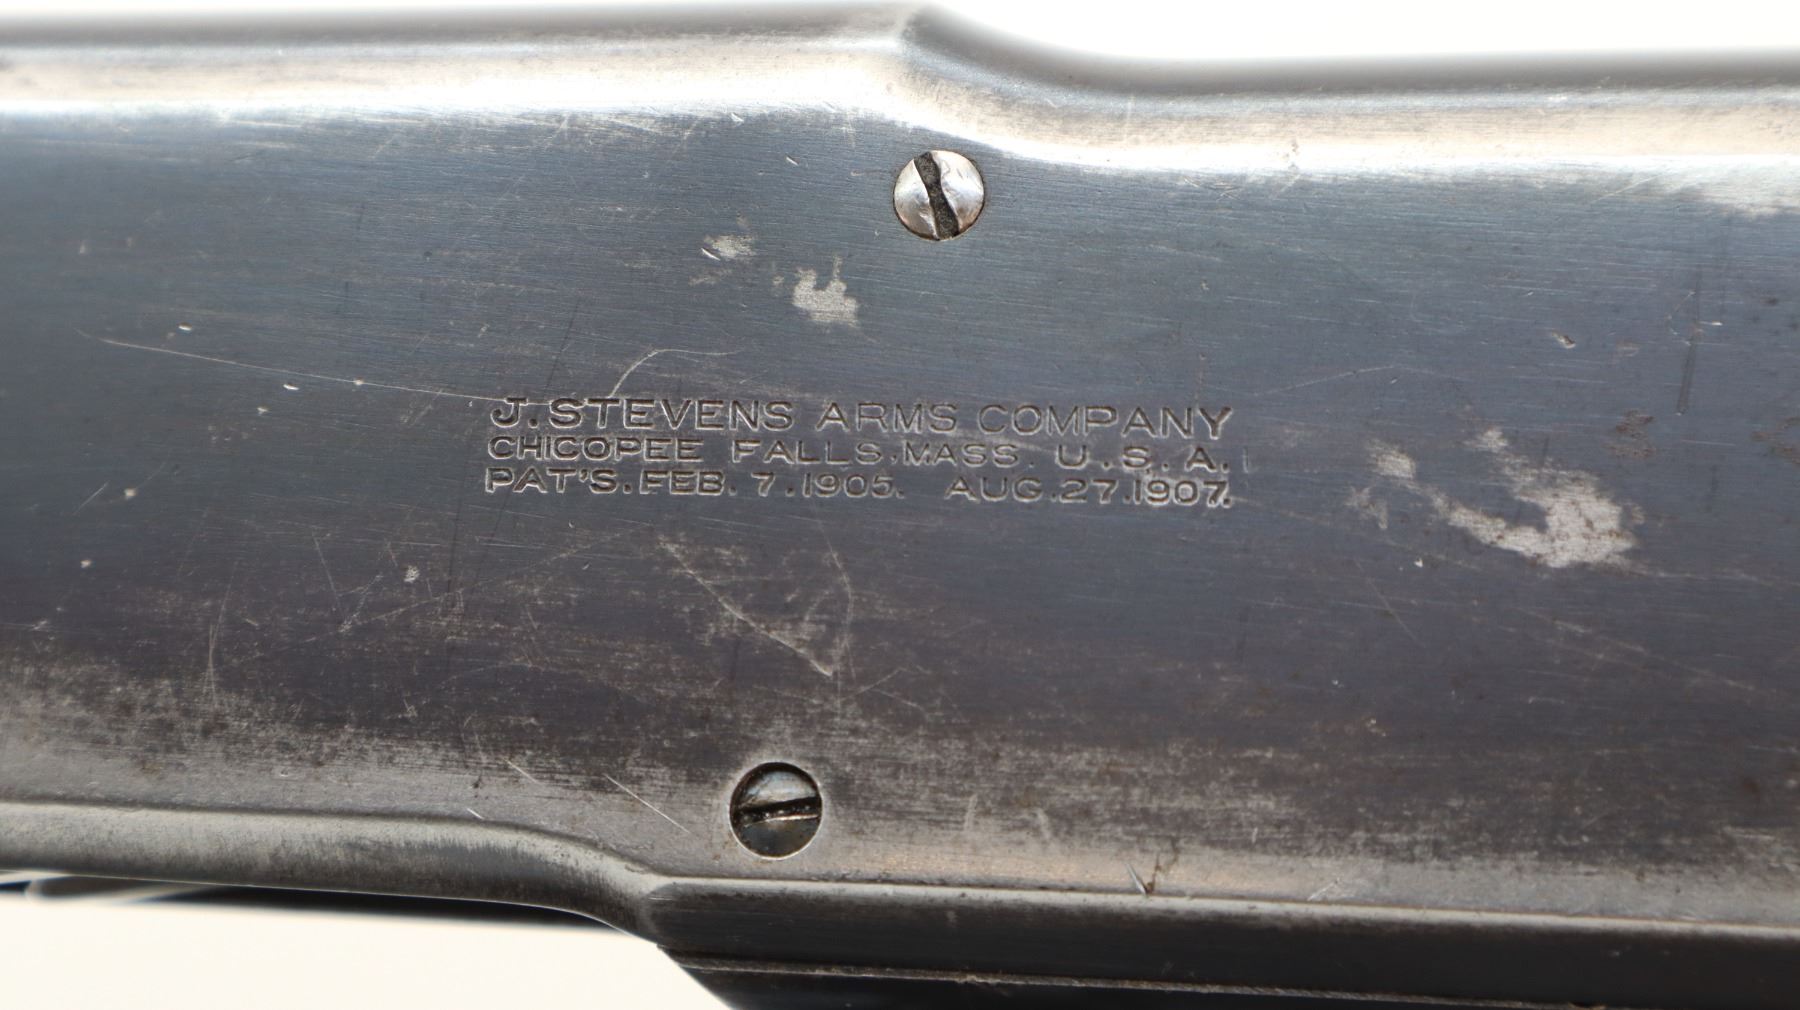 J. STEVENS ARMS COMPANY
CHICOPEE FALLS, MASS. U.S.A.
PAT'S. FEB. 7. 1905. AUG. 27. 1907.